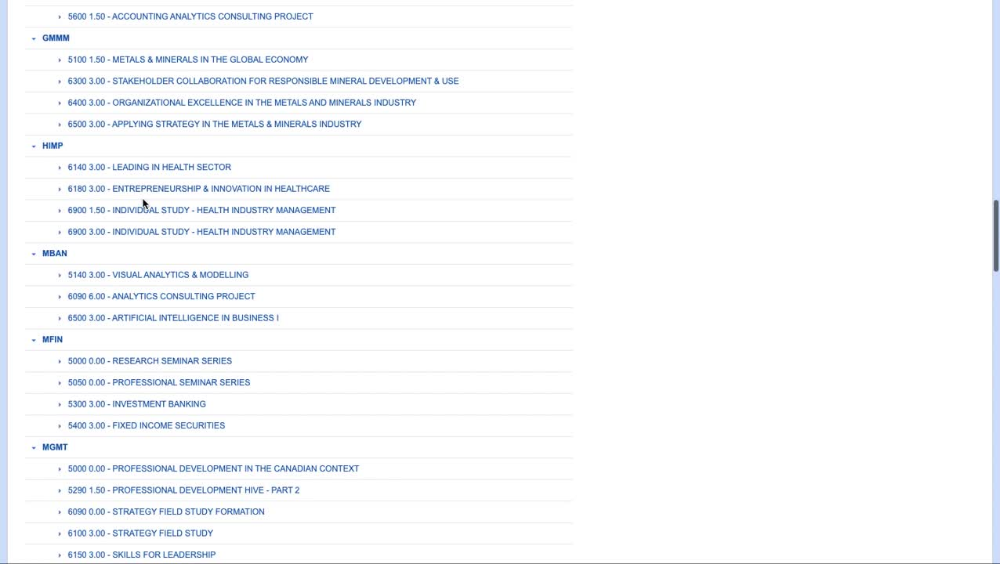 5600 1.50 - ACCOUNTING ANALYTICS CONSULTING PROJECT
GMMM
5100 1.50 - METALS & MINERALS IN THE GLOBAL ECONOMY
6300 3.00 - STAKEHOLDER COLLABORATION FOR RESPONSIBLE MINERAL DEVELOPMENT & USE
6400 3.00 - ORGANIZATIONAL EXCELLENCE IN THE METALS AND MINERALS INDUSTRY
6500 3.00 - APPLYING STRATEGY IN THE METALS & MINERALS INDUSTRY
HIMP
6140 3.00 - LEADING IN HEALTH SECTOR
6180 3.00 - ENTREPRENEURSHIP & INNOVATION IN HEALTHCARE
6900 1.50 - INDIVIDUAL STUDY - HEALTH INDUSTRY MANAGEMENT
6900 3.00 - INDIVIDUAL STUDY - HEALTH INDUSTRY MANAGEMENT
MBAN
5140 3.00 - VISUAL ANALYTICS & MODELLING
6090 6.00 - ANALYTICS CONSULTING PROJECT
6500 3.00 - ARTIFICIAL INTELLIGENCE IN BUSINESS I
MFIN
5000 0.00 - RESEARCH SEMINAR SERIES
5050 0.00 - PROFESSIONAL SEMINAR SERIES
5300 3.00 - INVESTMENT BANKING
5400 3.00 - FIXED INCOME SECURITIES
MGMT
5000 0.00 - PROFESSIONAL DEVELOPMENT IN THE CANADIAN CONTEXT
5290 1.50 - PROFESSIONAL DEVELOPMENT HIVE - PART 2
6090 0.00 - STRATEGY FIELD STUDY FORMATION
6100 3.00 - STRATEGY FIELD STUDY
6150 3.00 - SKILLS FOR LEADERSHIP